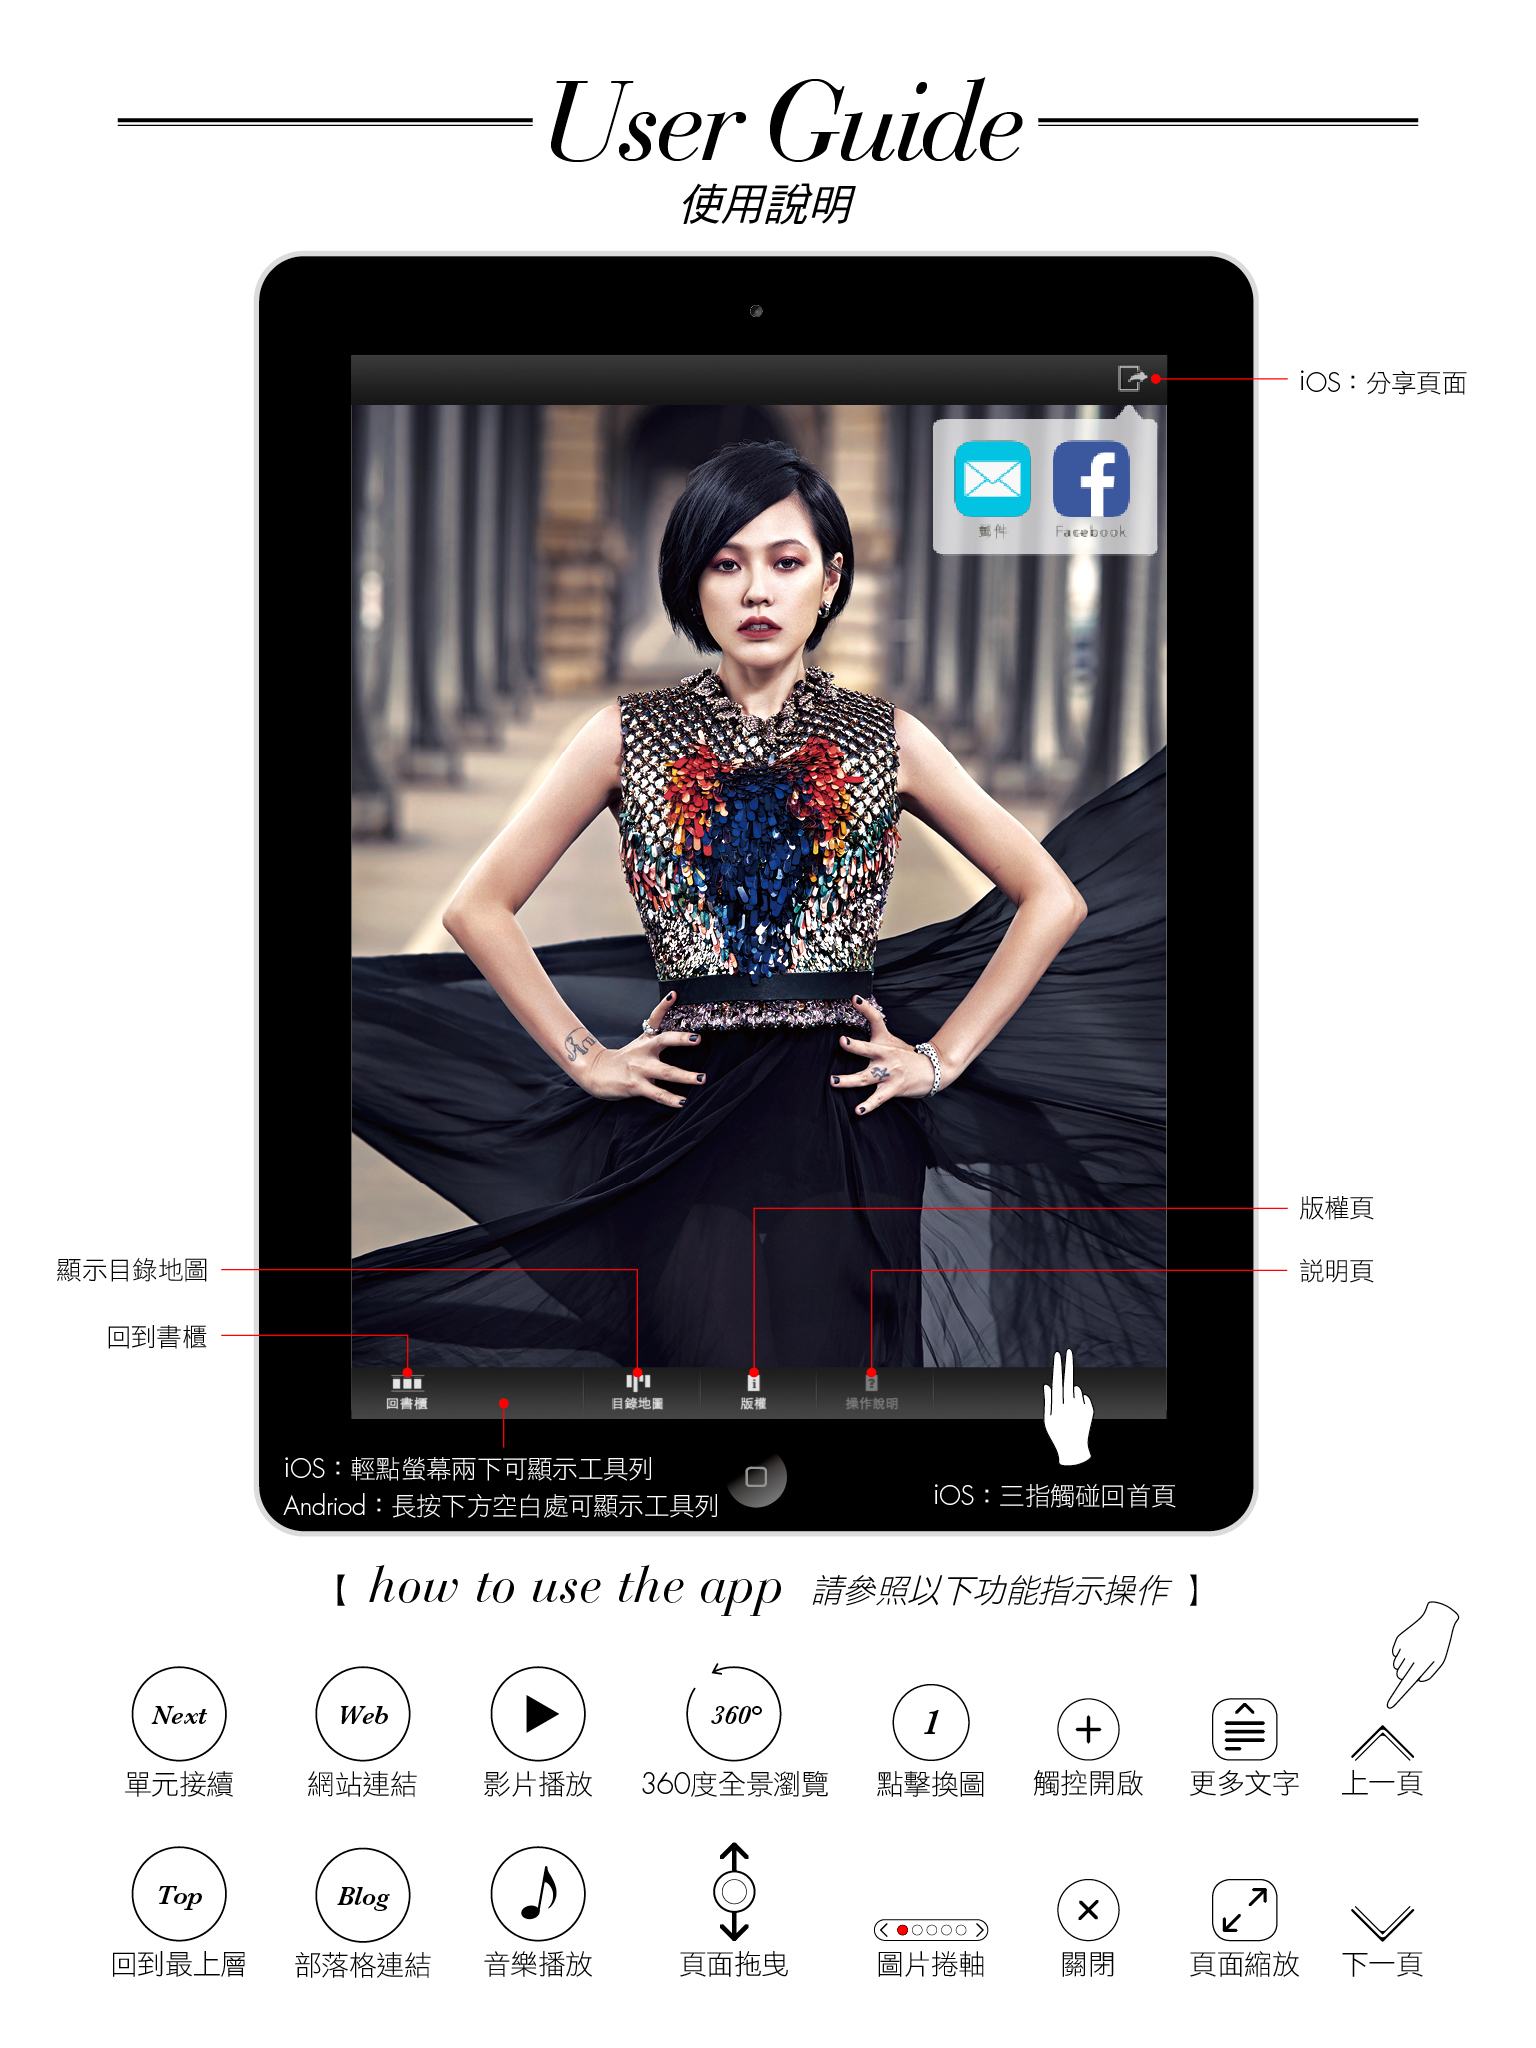 User Guide
使用說明
iOS：分享頁面
郵件
Facebook
版權頁
顯示目錄地圖
説明頁
回到書櫃
回書櫃
目錄地圖
版權
操作說明
iOS：輕點螢幕兩下可顯示工具列
Andriod：長按下方空白處可顯示工具列
iOS：三指觸碰回首頁
【 how to use the app 請參照以下功能指示操作 】
Next
Web
360°
1
單元接續
網站連結
影片播放
360度全景瀏覽
點擊換圖
觸控開啟
更多文字
上一頁
Top
Blog
回到最上層
部落格連結
音樂播放
頁面拖曳
圖片捲軸
關閉
頁面縮放
下一頁